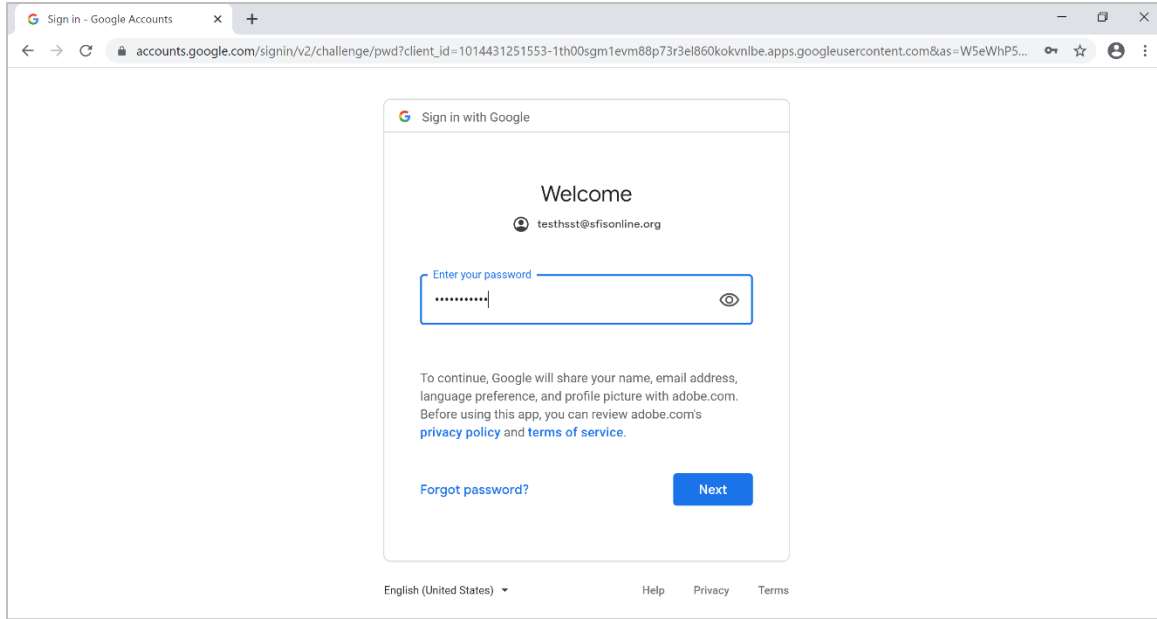 Sign in - Google Accounts
accounts.google.com/signin/v2/challenge/pwd?client_id=1014431251553-1th00sgm1evm88p73r3el860kokvnlbe.apps.googleusercontent.com&as=W5eWhP5...
Sign in with Google
Welcome
testhsst@sfisonline.org
Enter your password
•••••••••••
To continue, Google will share your name, email address,
language preference, and profile picture with adobe.com.
Before using this app, you can review adobe.com's
privacy policy and terms of service.
Forgot password? Next
English (United States) Help Privacy Terms